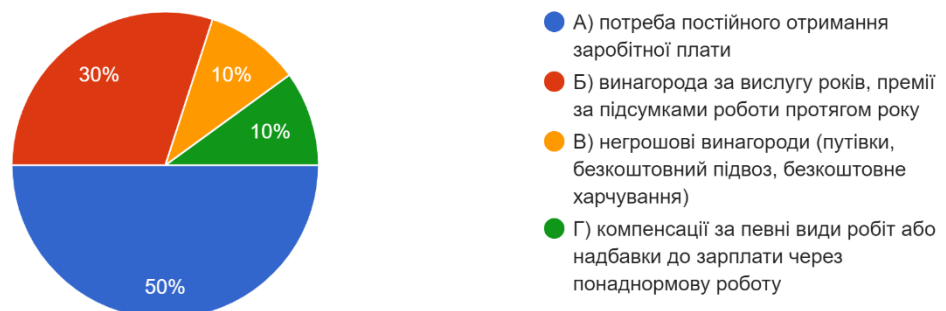 30%
10%
10%
50%
А) потреба постійного отримання
заробітної плати
Б) винагорода за вислугу років, премії
за підсумками роботи протягом року
В) негрошові винагороди (путівки,
безкоштовний підвоз, безкоштовне
харчування)
Г) компенсації за певні види робіт або
надбавки до зарплати через
понаднормову роботу